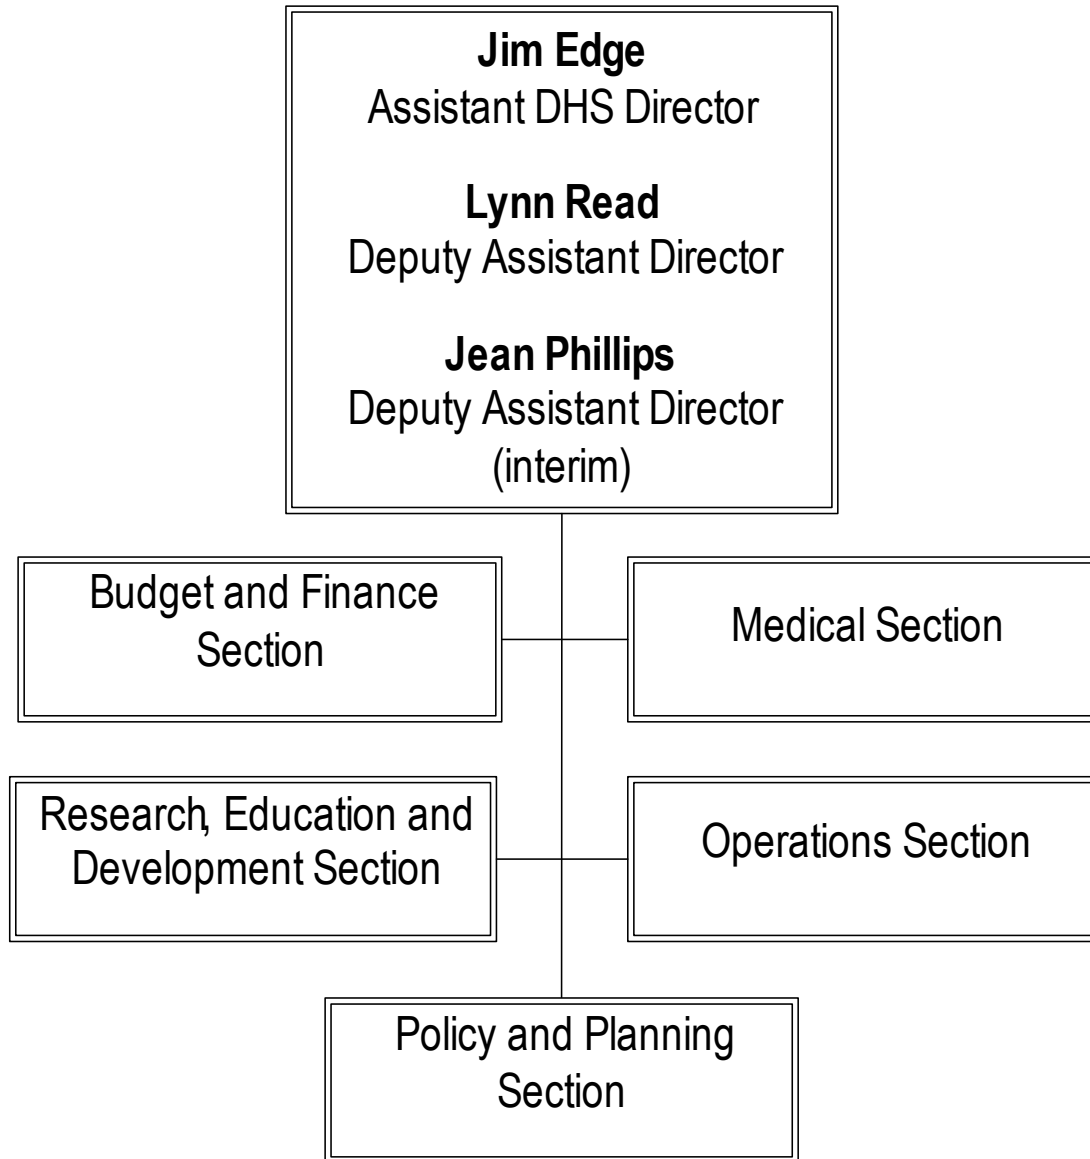 Jim Edge
Assistant DHS Director
Lynn Read
Deputy Assistant Director
Jean Phillips
Deputy Assistant Director
(interim)
Budget and Finance
Section
Medical Section
Research, Education and
Development Section
Operations Section
Policy and Planning
Section